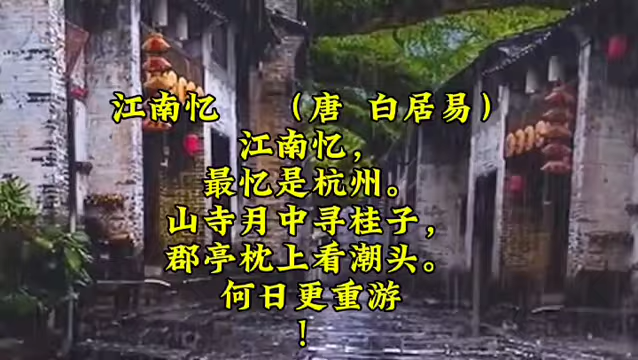 江南忆 （唐 白居易）
江南忆，
最忆是杭州。
山寺月中寻桂子，
郡亭枕上看潮头。
何日更重游
！